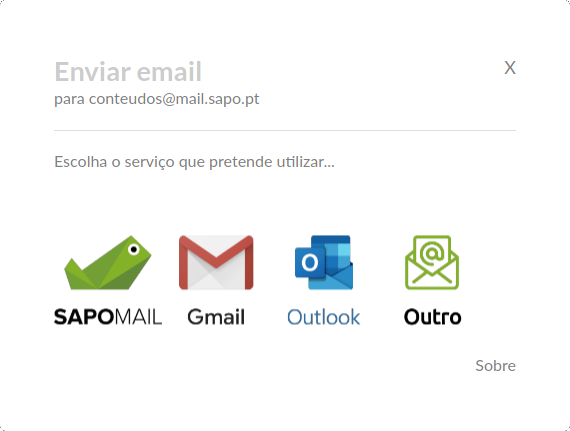 Enviar email
X
para conteudos@mail.sapo.pt
Escolha o serviço que pretende utilizar...
O
@
SAPOMAIL Gmail Outlook Outro
Sobre